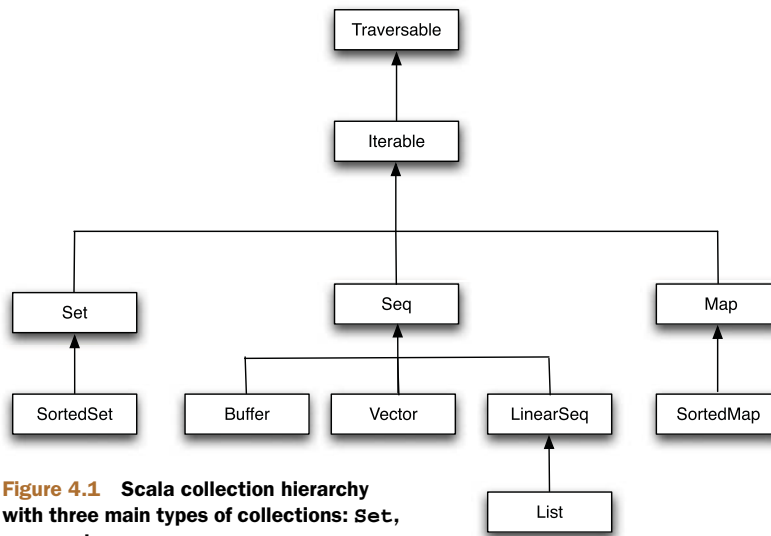 Traversable
Iterable
Set
Seq
Map
SortedSet
Buffer
Vector
LinearSeq
SortedMap
List
Figure 4.1 Scala collection hierarchy
with three main types of collections: Set,